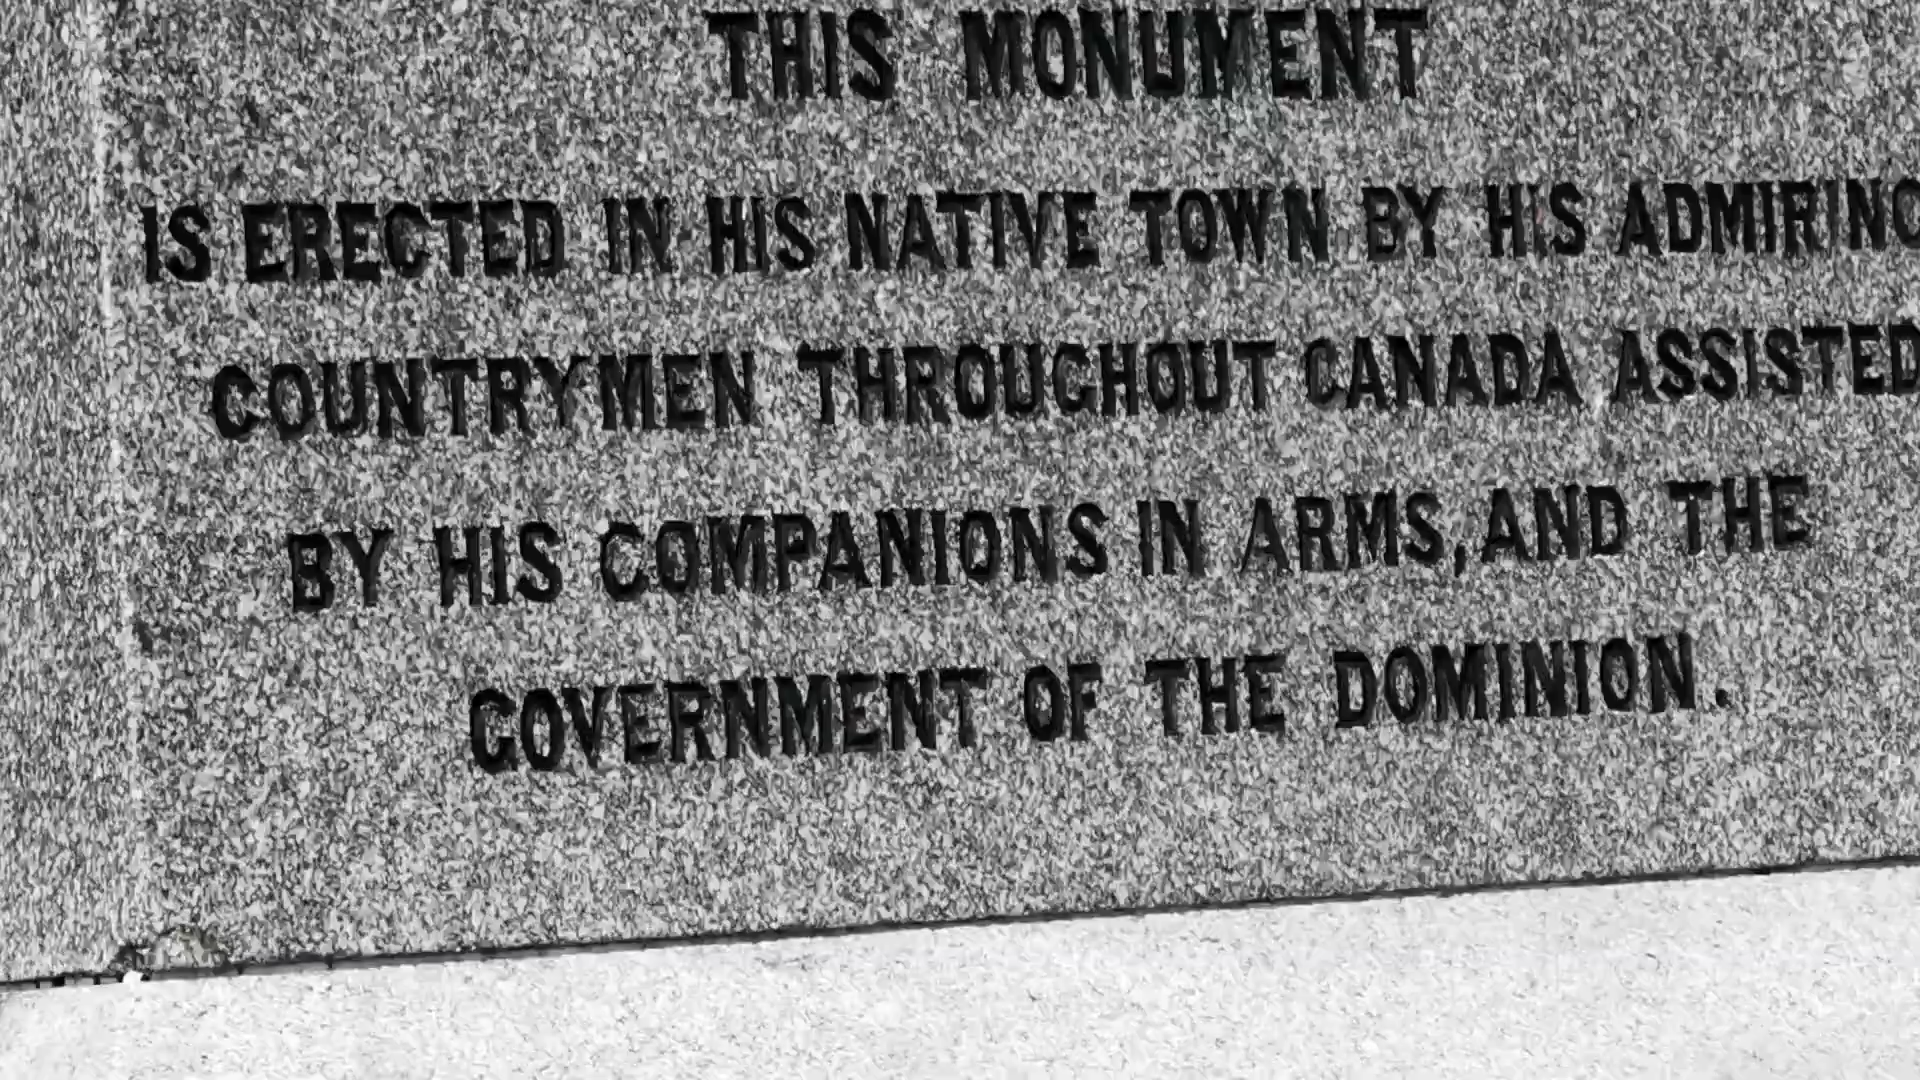 THIS MONUMENT
IS ERECTED IN HIS NATIVE TOWN BY HIS ADMIRING
COUNTRYMEN THROUGHOUT CANADA ASSISTED
BY HIS COMPANIONS IN ARMS, AND THE
GOVERNMENT OF THE DOMINION.